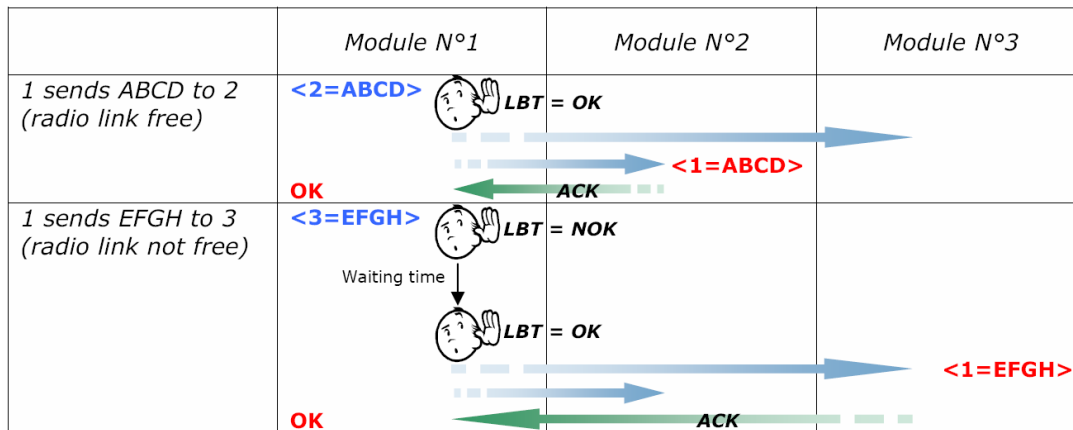 Module N°1
Module N°2
Module N°3
1 sends ABCD to 2
(radio link free)
<2=ABCD>
LBT = OK
<1=ABCD>
OK
ACK
1 sends EFGH to 3
(radio link not free)
<3=EFGH>
LBT = NOK
Waiting time
LBT = OK
<1=EFGH>
OK
ACK